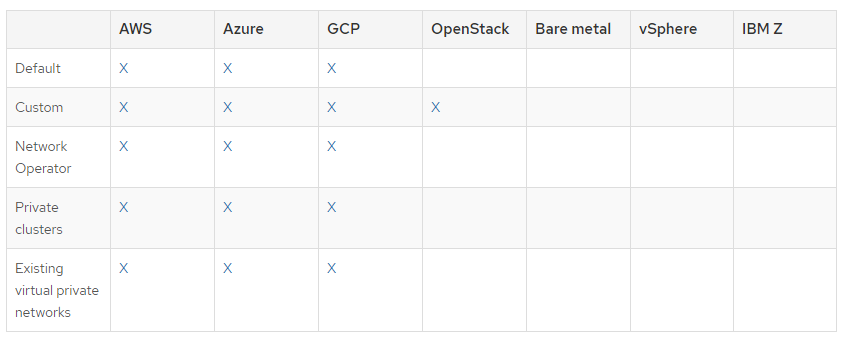 AWS Azure GCP OpenStack Bare metal vSphere IBM Z
Default X X X
Custom X X X X
Network X X X
Operator
Private X X X
clusters
Existing X X X
virtual private
networks